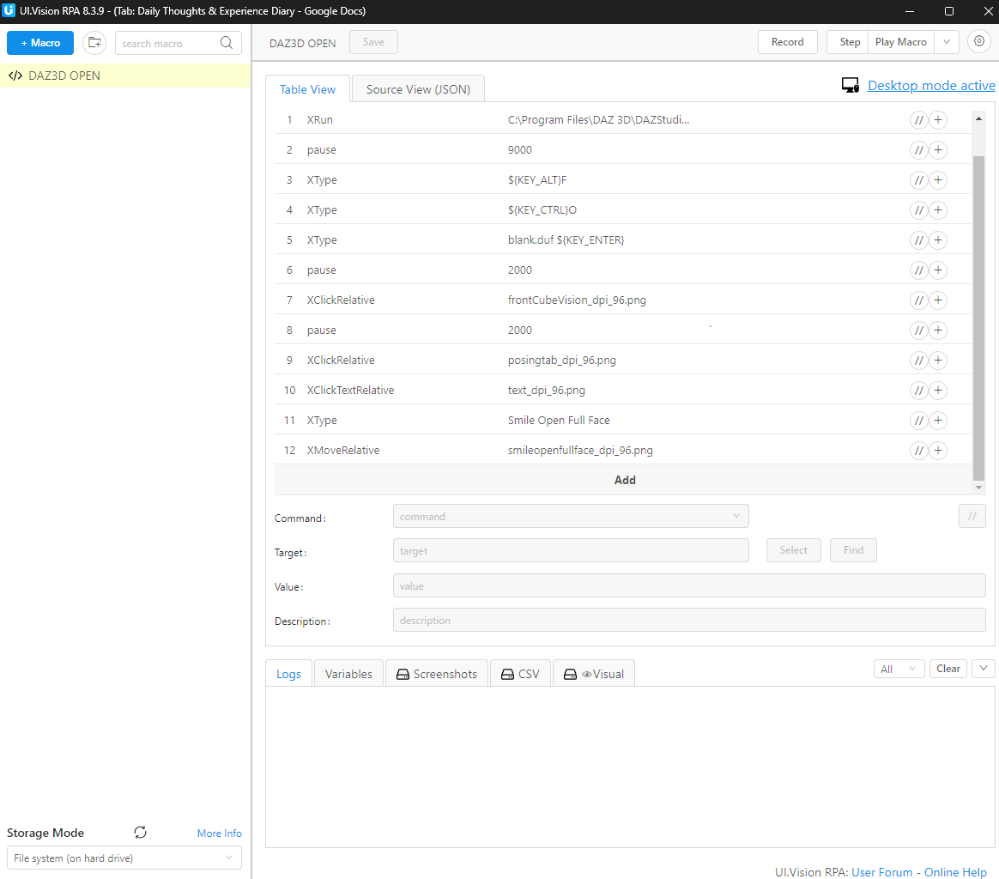 UI.Vision RPA 8.3.9 - (Tab: Daily Thoughts & Experience Diary - Google Docs)
+ Macro
search macro
DAZ3D OPEN
Save
Record
Step
Play Macro
</> DAZ3D OPEN
Table View
Source View (JSON)
Desktop mode active
1 XRun C:\Program Files\DAZ 3D\DAZStudi... // +
2 pause 9000 // +
3 XType ${KEY_ALT}F // +
4 XType ${KEY_CTRL}O // +
5 XType blank.duf ${KEY_ENTER} // +
6 pause 2000 // +
7 XClickRelative frontCubeVision_dpi_96.png // +
8 pause 2000 ` // +
9 XClickRelative posingtab_dpi_96.png // +
10 XClickTextRelative text_dpi_96.png // +
11 XType Smile Open Full Face // +
12 XMoveRelative smileopenfullface_dpi_96.png // +
Add
Command: command //
Target: target Select Find
Value: value
Description: description
Logs
Variables
Screenshots
CSV
Visual
All
Clear
Storage Mode
More Info
File system (on hard drive)
UI.Vision RPA: User Forum - Online Help